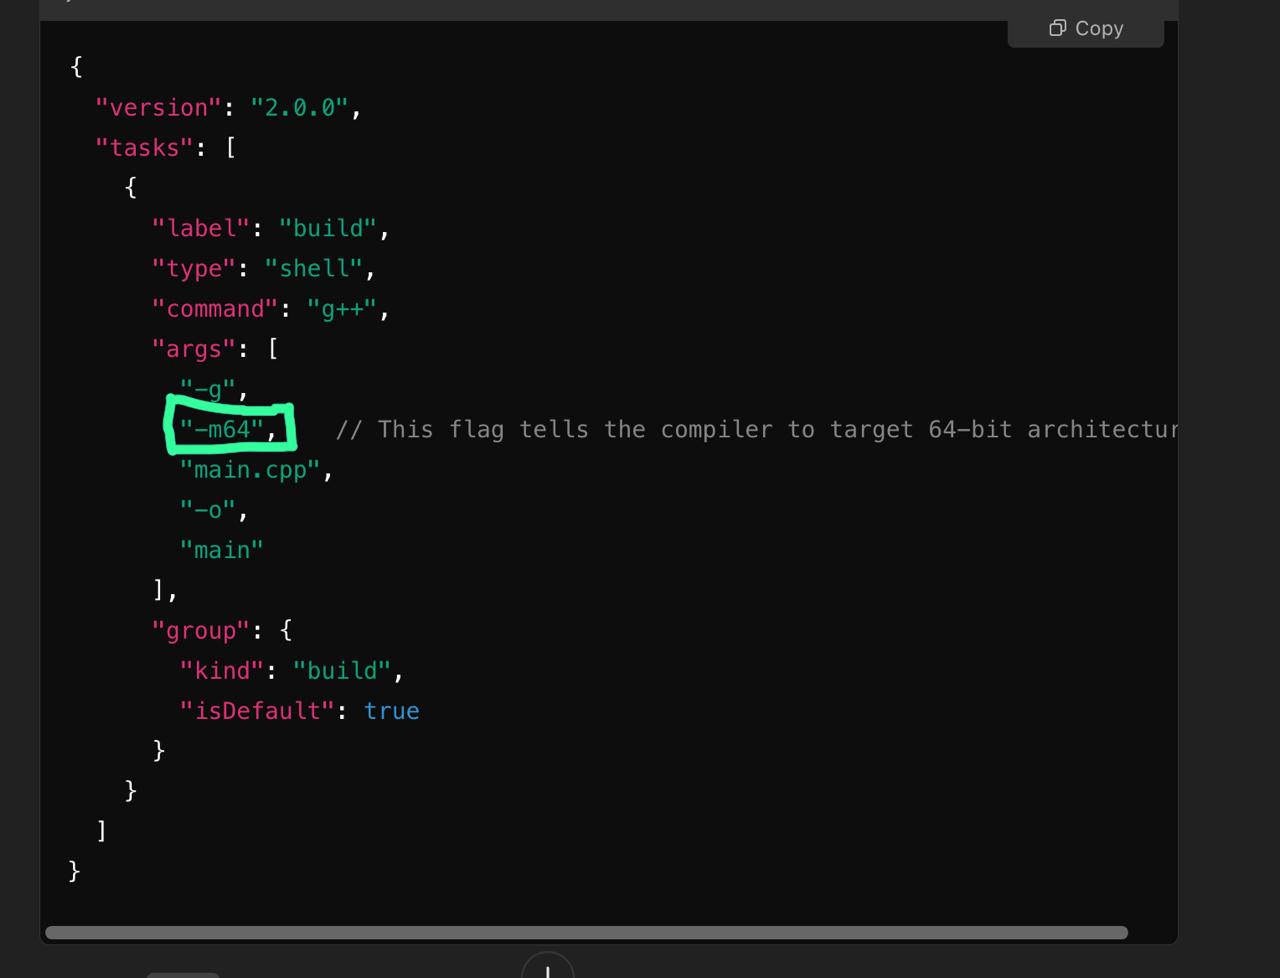 Copy
{
"version": "2.0.0",
"tasks": [
{
"label": "build",
"type": "shell",
"command": "g++",
"args": [
"-g",
"-m64",    // This flag tells the compiler to target 64-bit
"main.cpp",
"-o",
"main"
],
"group": {
"kind": "build",
"isDefault": true
}
}
]
}